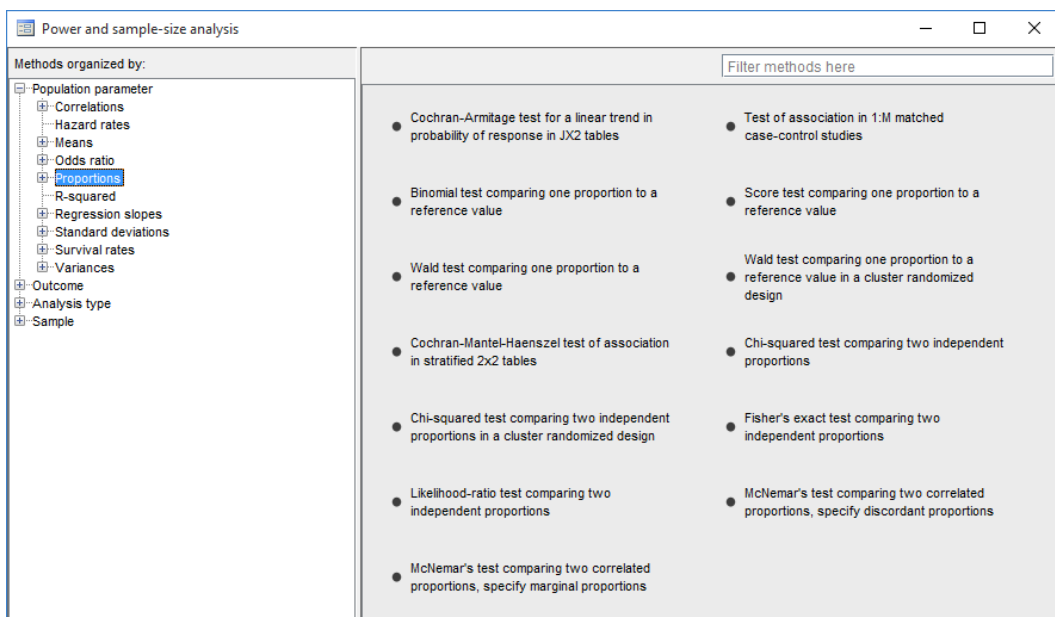 Power and sample-size analysis
Methods organized by:
Filter methods here
Population parameter
Correlations
Hazard rates
Means
Odds ratio
Proportions
R-squared
Regression slopes
Standard deviations
Survival rates
Variances
Outcome
Analysis type
Sample
Cochran-Armitage test for a linear trend in
probability of response in JX2 tables
Test of association in 1:M matched
case-control studies
Binomial test comparing one proportion to a
reference value
Score test comparing one proportion to a
reference value
Wald test comparing one proportion to a
reference value
Wald test comparing one proportion to a
reference value in a cluster randomized
design
Cochran-Mantel-Haenszel test of association
in stratified 2x2 tables
Chi-squared test comparing two independent
proportions
Chi-squared test comparing two independent
proportions in a cluster randomized design
Fisher's exact test comparing two
independent proportions
Likelihood-ratio test comparing two
independent proportions
McNemar's test comparing two correlated
proportions, specify discordant proportions
McNemar's test comparing two correlated
proportions, specify marginal proportions